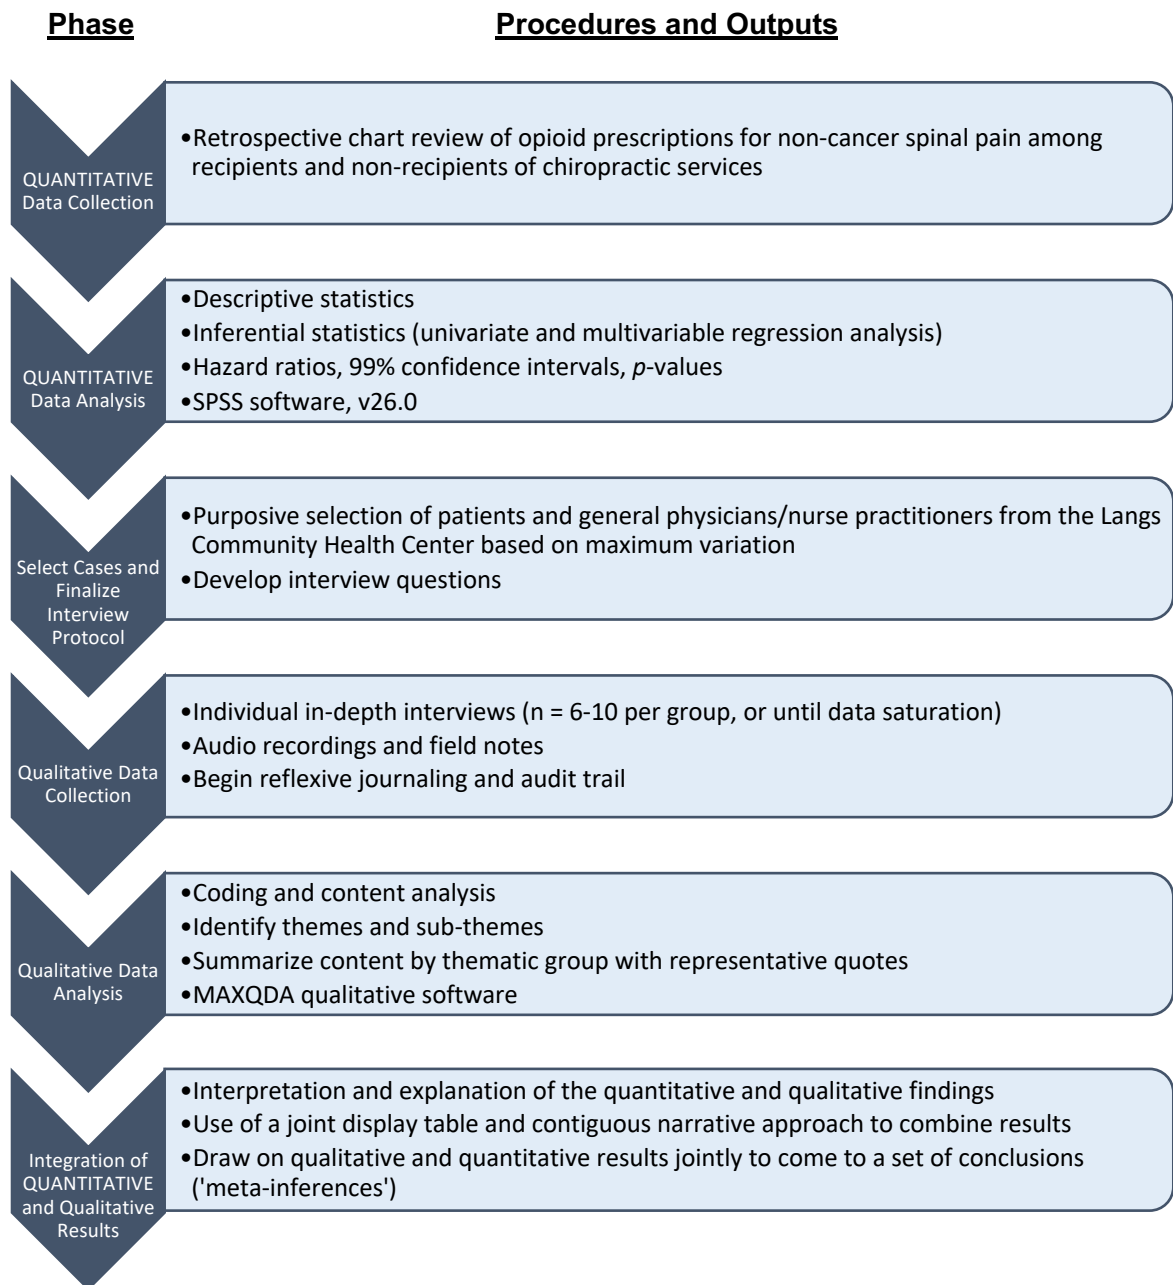 Phase
Procedures and Outputs
QUANTITATIVE
Data Collection
•Retrospective chart review of opioid prescriptions for non-cancer spinal pain among
recipients and non-recipients of chiropractic services
QUANTITATIVE
Data Analysis
•Descriptive statistics
•Inferential statistics (univariate and multivariable regression analysis)
•Hazard ratios, 99% confidence intervals, p-values
•SPSS software, v26.0
Select Cases and
Finalize
Interview
Protocol
•Purposive selection of patients and general physicians/nurse practitioners from the Langs
Community Health Center based on maximum variation
•Develop interview questions
Qualitative Data
Collection
•Individual in-depth interviews (n = 6-10 per group, or until data saturation)
•Audio recordings and field notes
•Begin reflexive journaling and audit trail
Qualitative Data
Analysis
•Coding and content analysis
•Identify themes and sub-themes
•Summarize content by thematic group with representative quotes
•MAXQDA qualitative software
Integration of
QUANTITATIVE
and Qualitative
Results
•Interpretation and explanation of the quantitative and qualitative findings
•Use of a joint display table and contiguous narrative approach to combine results
•Draw on qualitative and quantitative results jointly to come to a set of conclusions
('meta-inferences')